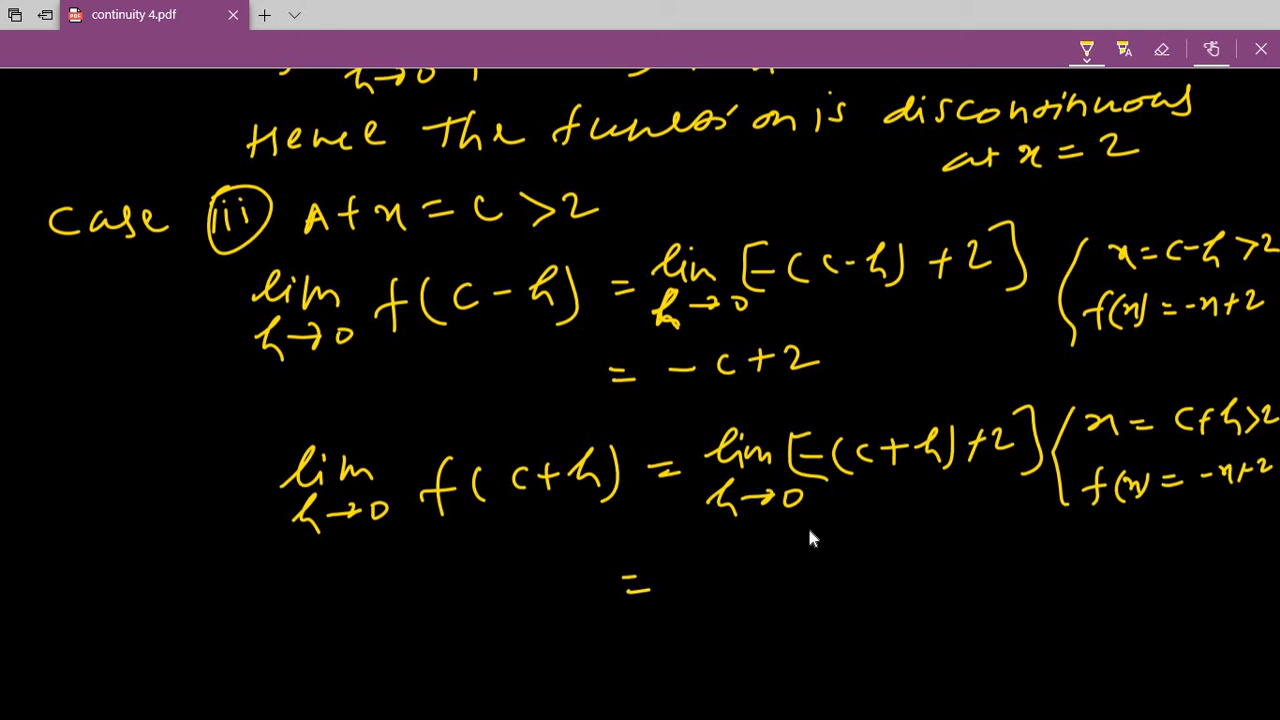 continuity 4.pdf
h→0
Hence The function is discontinuous
at x = 2
Case (iii) At x = c > 2
lim f(c - h) = lim [-(c-h) + 2] { x = c-h > 2
h→0 h→0 f(x) = -x+2
= - c + 2
lim f(c+h) = lim [-(c+h) +2] { x = c+h >2
h→0 h→0 f(x) = -x+2
=